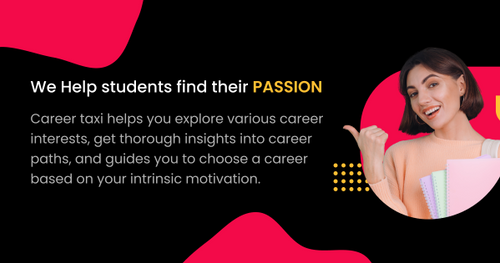 We Help students find their PASSION
Career taxi helps you explore various career
interests, get thorough insights into career
paths, and guides you to choose a career
based on your intrinsic motivation.